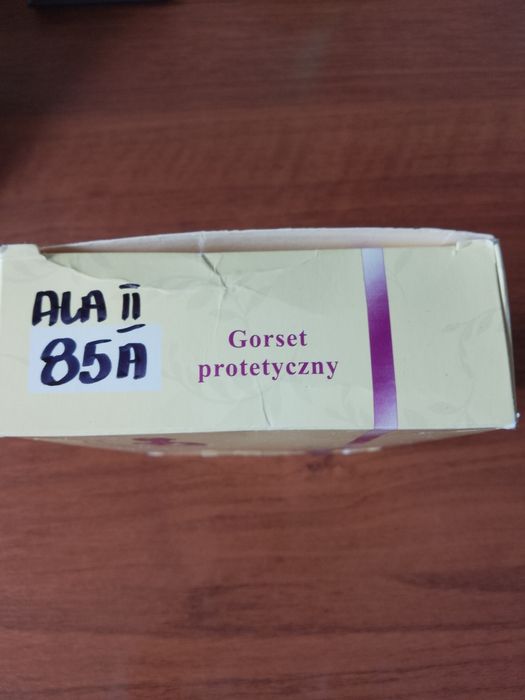 ALA II
85A
Gorset
protetyczny